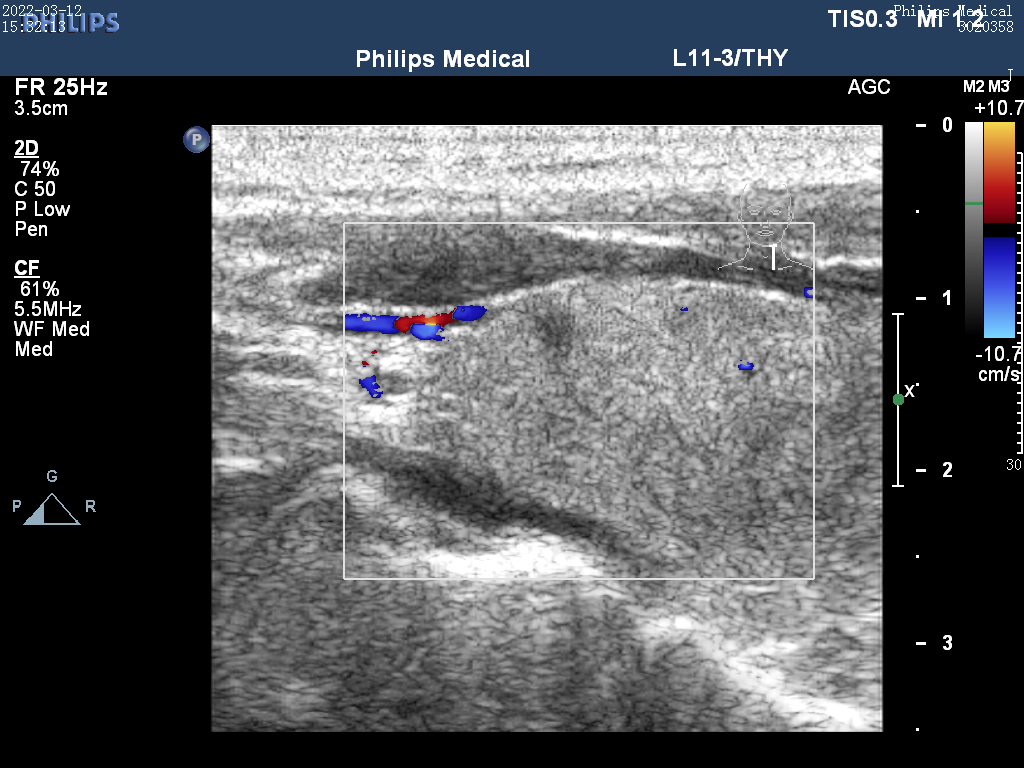 2022-03-12
15:32:13
PHILIPS
TIS0.3 MI 1.2
Philips Medical
3020358
Philips Medical
L11-3/THY
FR 25Hz
3.5cm
2D
74%
C 50
P Low
Pen
CF
61%
5.5MHz
WF Med
Med
AGC
M2 M3
+10.7
-10.7
cm/s
P
0
1
2
3
X
30
G
P
R